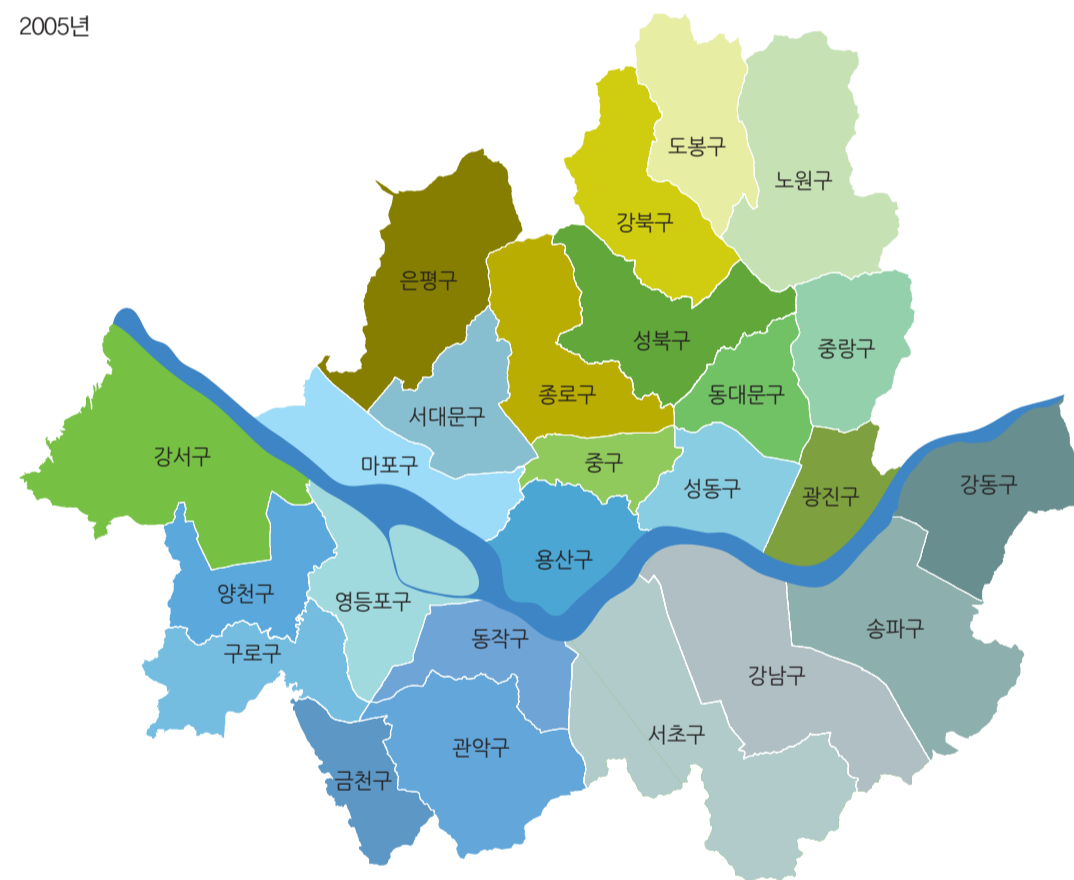 2005년
도봉구
노원구
강북구
은평구
성북구
중랑구
종로구
동대문구
서대문구
강서구
마포구
중구
성동구
광진구
강동구
용산구
양천구
영등포구
송파구
동작구
구로구
강남구
서초구
관악구
금천구